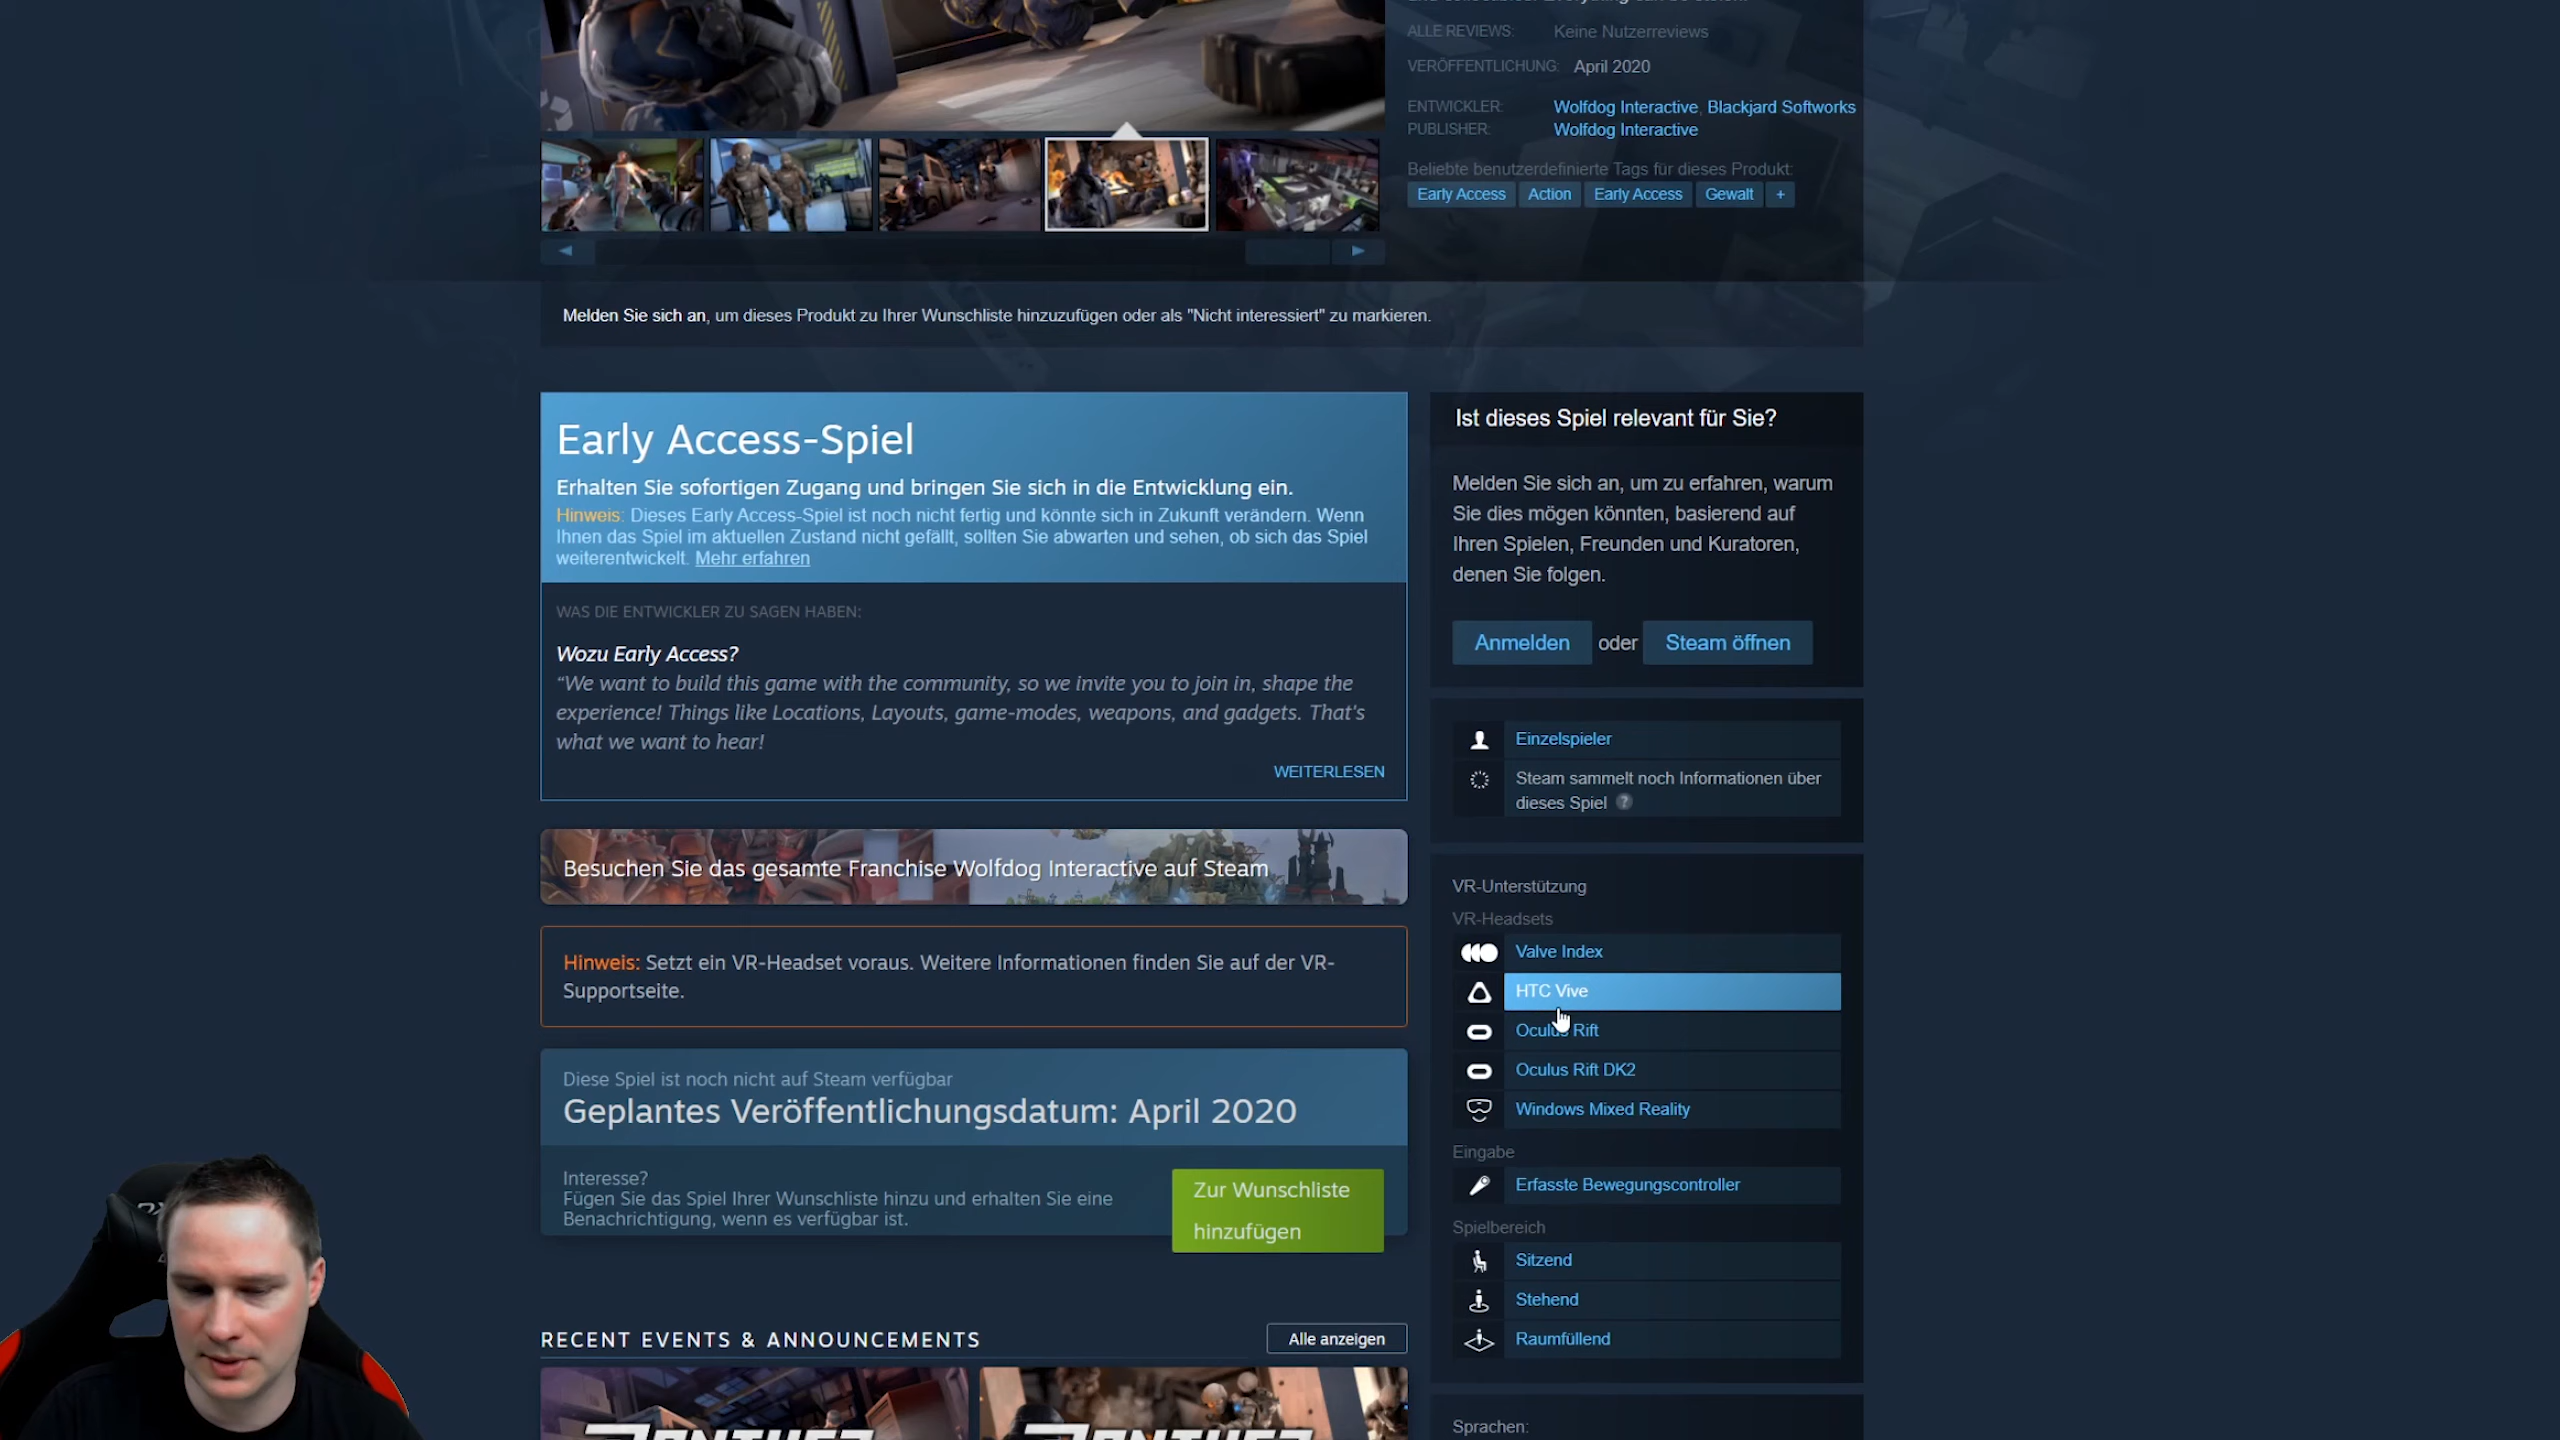 ALLE REVIEWS: Keine Nutzerreviews
VERÖFFENTLICHUNG: April 2020
ENTWICKLER: Wolfdog Interactive, Blackjard Softworks
PUBLISHER: Wolfdog Interactive
Beliebte benutzerdefinierte Tags für dieses Produkt:
Early Access Action Early Access Gewalt +
Melden Sie sich an, um dieses Produkt zu Ihrer Wunschliste hinzuzufügen oder als "Nicht interessiert" zu markieren.
Early Access-Spiel
Erhalten Sie sofortigen Zugang und bringen Sie sich in die Entwicklung ein.
Hinweis: Dieses Early Access-Spiel ist noch nicht fertig und könnte sich in Zukunft verändern. Wenn
Ihnen das Spiel im aktuellen Zustand nicht gefällt, sollten Sie abwarten und sehen, ob sich das Spiel
weiterentwickelt. Mehr erfahren
WAS DIE ENTWICKLER ZU SAGEN HABEN:
Wozu Early Access?
“We want to build this game with the community, so we invite you to join in, shape the
experience! Things like Locations, Layouts, game-modes, weapons, and gadgets. That's
what we want to hear!
WEITERLESEN
Besuchen Sie das gesamte Franchise Wolfdog Interactive auf Steam
Hinweis: Setzt ein VR-Headset voraus. Weitere Informationen finden Sie auf der VR-
Supportseite.
Diese Spiel ist noch nicht auf Steam verfügbar
Geplantes Veröffentlichungsdatum: April 2020
Interesse?
Fügen Sie das Spiel Ihrer Wunschliste hinzu und erhalten Sie eine
Benachrichtigung, wenn es verfügbar ist.
Zur Wunschliste
hinzufügen
RECENT EVENTS & ANNOUNCEMENTS
Alle anzeigen
Ist dieses Spiel relevant für Sie?
Melden Sie sich an, um zu erfahren, warum
Sie dies mögen könnten, basierend auf
Ihren Spielen, Freunden und Kuratoren,
denen Sie folgen.
Anmelden oder Steam öffnen
Einzelspieler
Steam sammelt noch Informationen über
dieses Spiel ?
VR-Unterstützung
VR-Headsets
Valve Index
HTC Vive
Oculus Rift
Oculus Rift DK2
Windows Mixed Reality
Eingabe
Erfasste Bewegungscontroller
Spielbereich
Sitzend
Stehend
Raumfüllend
Sprachen: